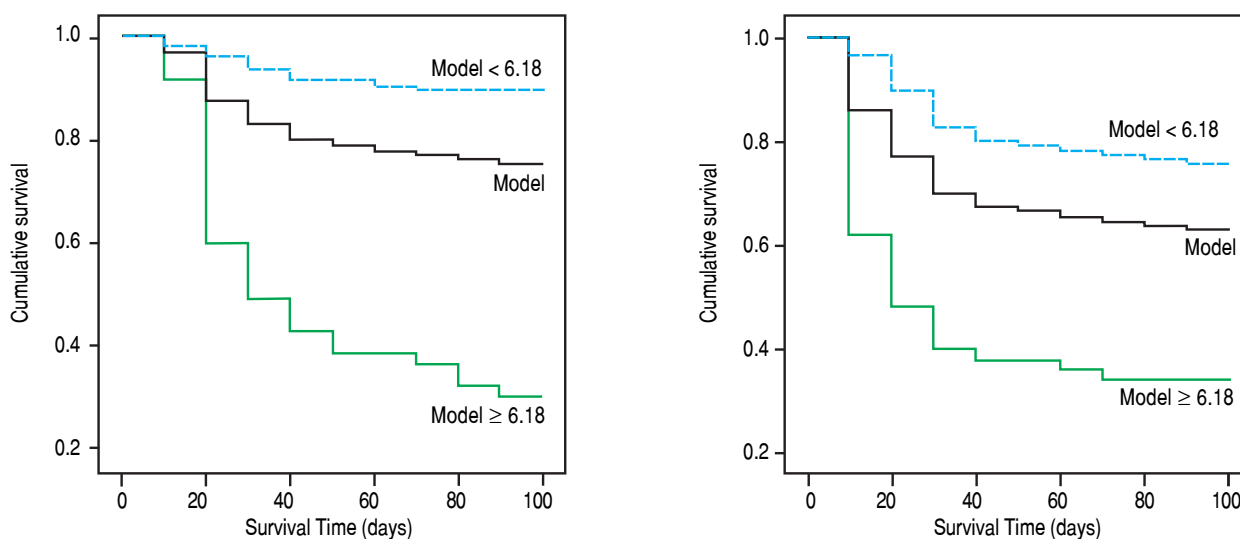 1.0
0.8
0.6
0.4
0.2
Cumulative survival
Model < 6.18
Model
Model ≥ 6.18
0 20 40 60 80 100
Survival Time (days)
1.0
0.8
0.6
0.4
0.2
Cumulative survival
Model < 6.18
Model
Model ≥ 6.18
0 20 40 60 80 100
Survival Time (days)